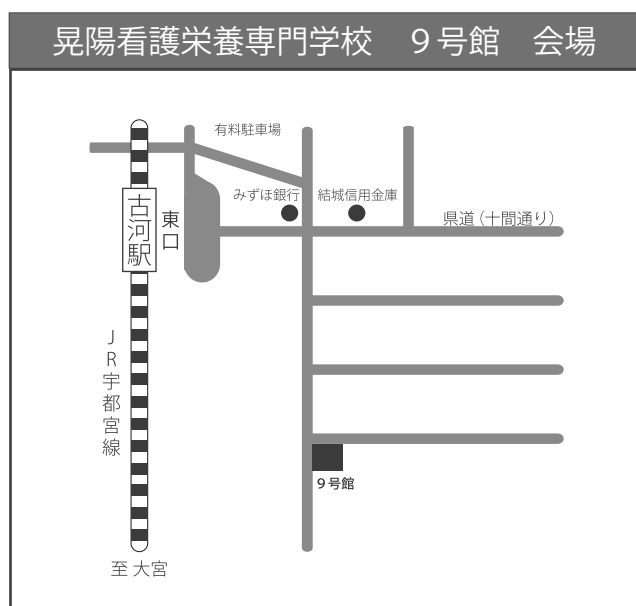 晃陽看護栄養専門学校　９号館　会場
有料駐車場
みずほ銀行
結城信用金庫
県道（十間通り）
古河駅
東口
ＪＲ宇都宮線
９号館
至 大宮